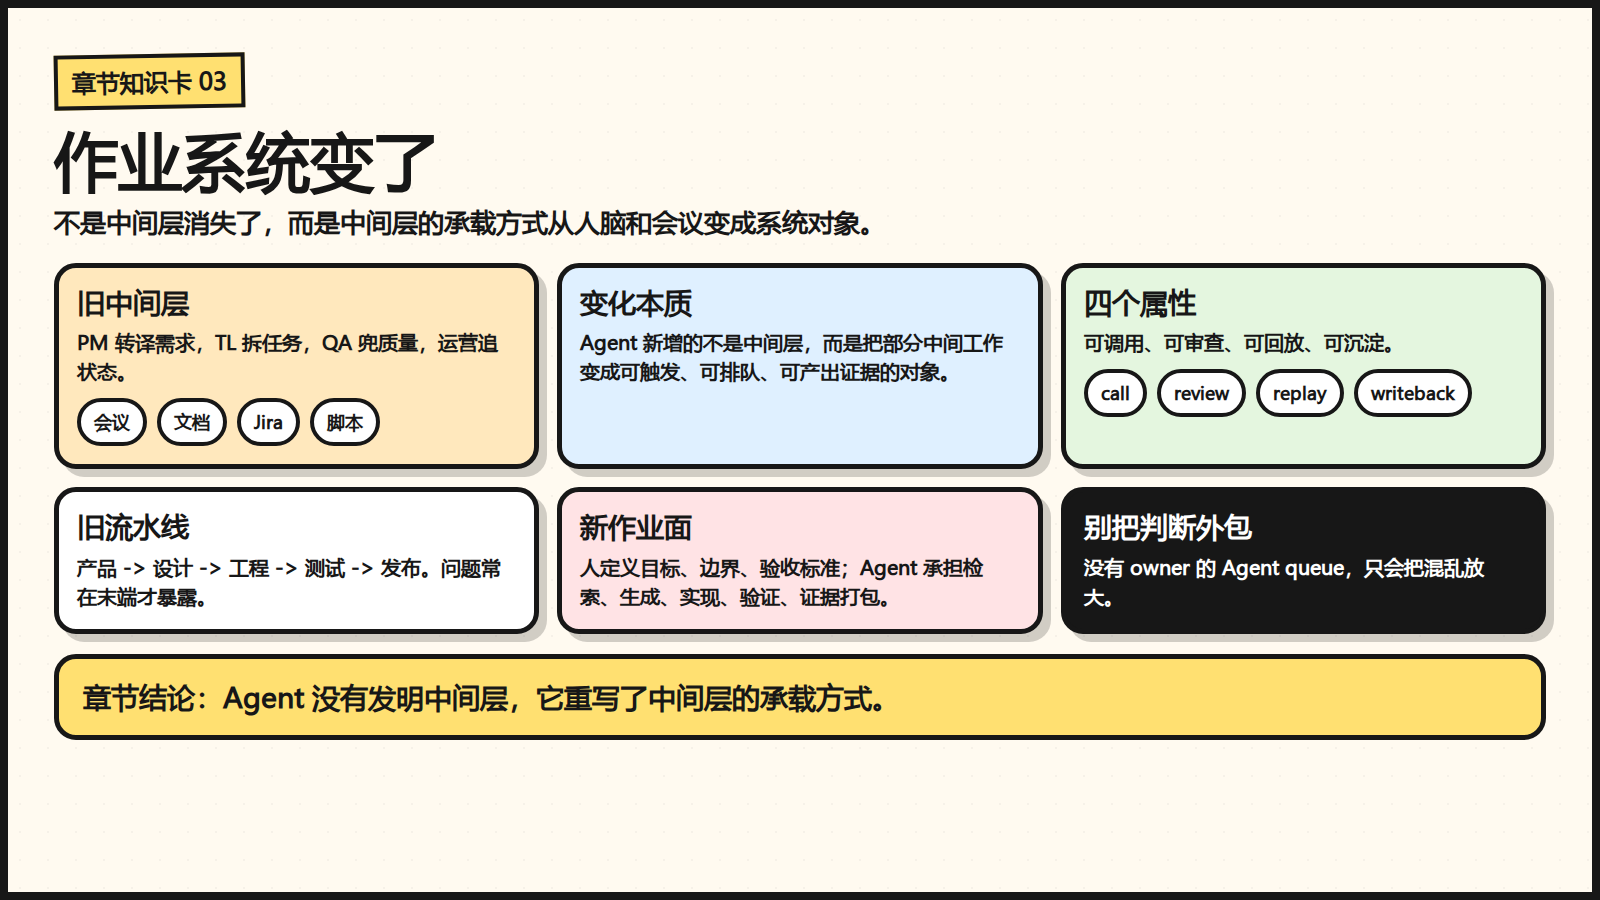 章节知识卡 03
作业系统变了
不是中间层消失了，而是中间层的承载方式从人脑和会议变成系统对象。
旧中间层
PM 转译需求，TL 拆任务，QA 兜质量，运营追
状态。
会议 文档 Jira 脚本
变化本质
Agent 新增的不是中间层，而是把部分中间工作
变成可触发、可排队、可产出证据的对象。
四个属性
可调用、可审查、可回放、可沉淀。
call review replay writeback
旧流水线
产品 -> 设计 -> 工程 -> 测试 -> 发布。问题常
在末端才暴露。
新作业面
人定义目标、边界、验收标准；Agent 承担检
索、生成、实现、验证、证据打包。
别把判断外包
没有 owner 的 Agent queue，只会把混乱放
大。
章节结论：Agent 没有发明中间层，它重写了中间层的承载方式。